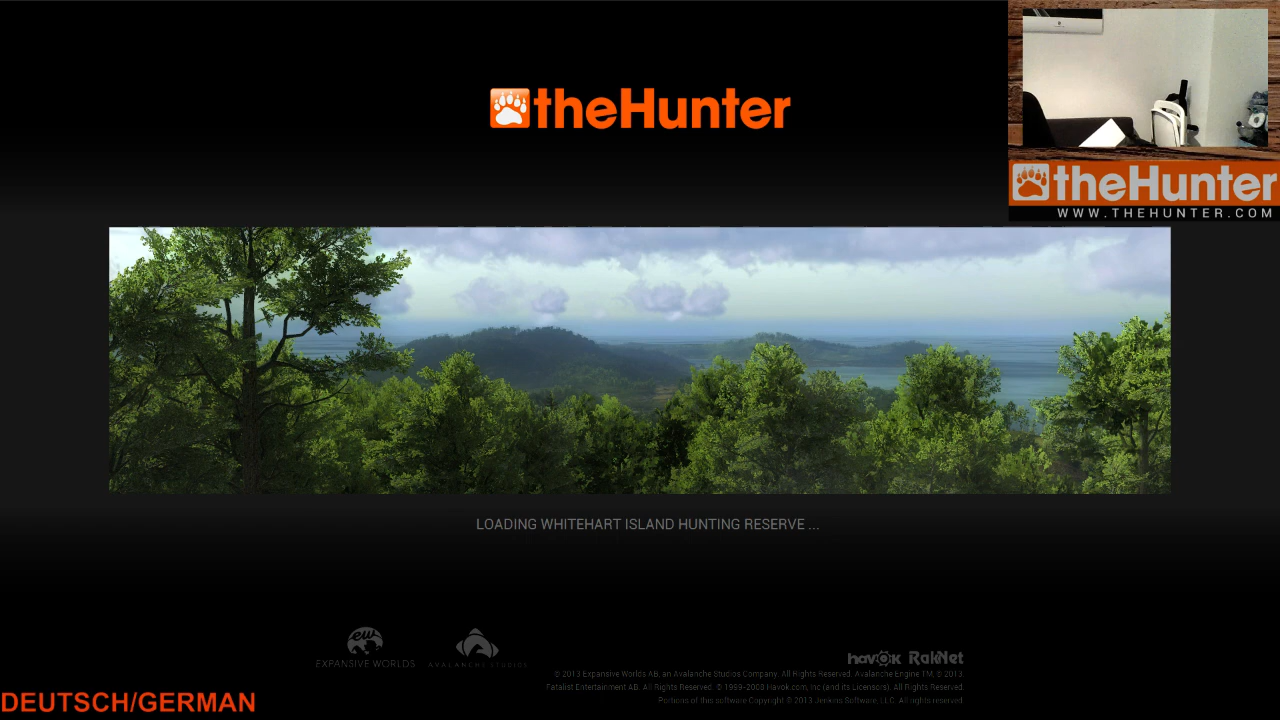 theHunter
theHunter
WWW.THEHUNTER.COM
LOADING WHITEHART ISLAND HUNTING RESERVE ...
ew
EXPANSIVE WORLDS
AVALANCHE STUDIOS
havok RakNet
© 2013 Expansive Worlds AB, an Avalanche Studios Company. All Rights Reserved. Avalanche Engine TM, © 2013.
Fatalist Entertainment AB. All Rights Reserved. © 1999-2008 Havok.com, Inc (and its Licensors). All Rights Reserved.
Portions of this software Copyright © 2013 Jenkins Software, LLC. All rights reserved.
DEUTSCH/GERMAN